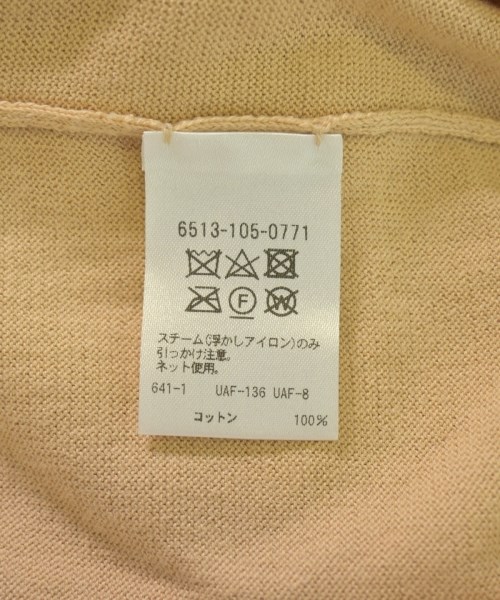 6513-105-0771
F
W
スチーム(浮かしアイロン)のみ
引っかけ注意。
ネット使用。
641-1 UAF-136 UAF-8
コットン 100%